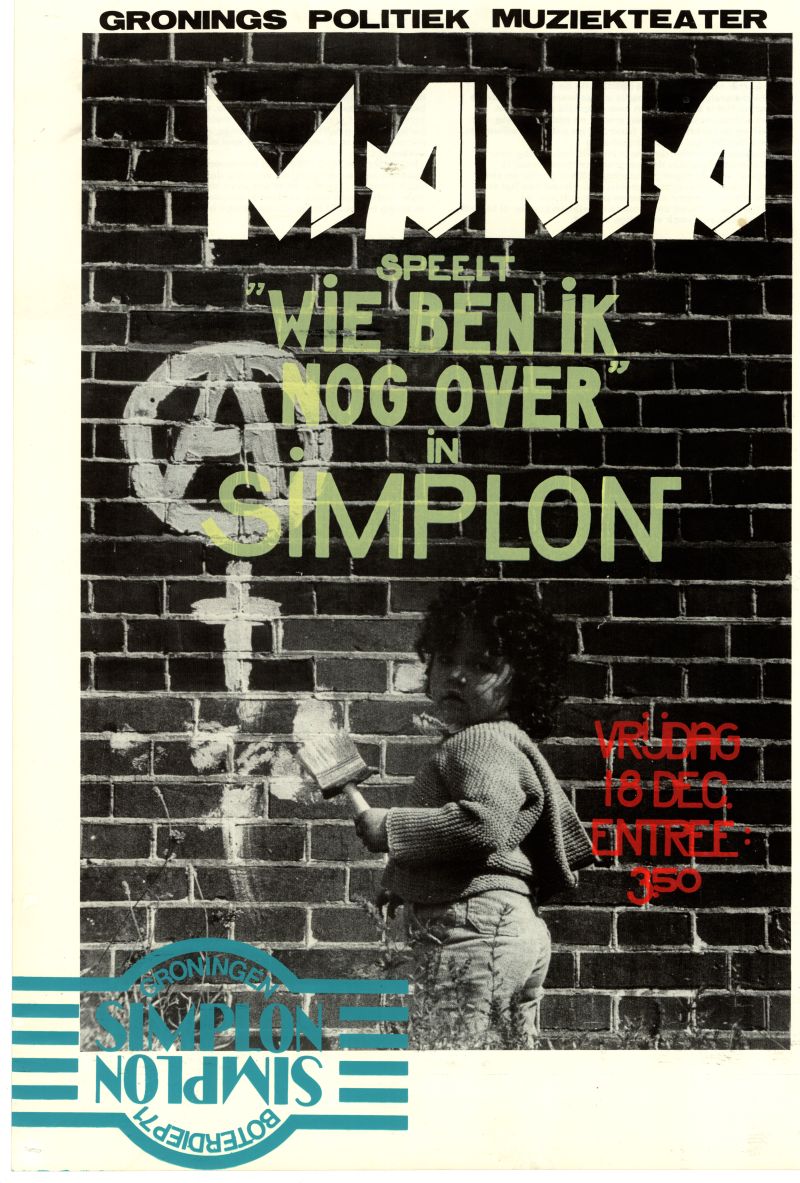 GRONINGS POLITIEK MUZIEKTEATER
MANIA
SPEELT
"WIE BEN IK
NOG OVER"
iN
SiMPLON
VRIJDAG
18 DEC.
ENTREE:
3,50
GRONINGEN
SIMPLON
SIMPLON
BOTERDIEP 71
A